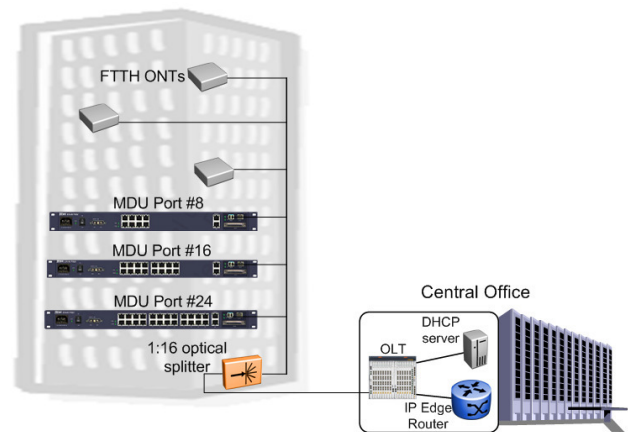 FTTH ONTs
MDU Port #8
MDU Port #16
MDU Port #24
1:16 optical
splitter
Central Office
DHCP
server
OLT
IP Edge
Router